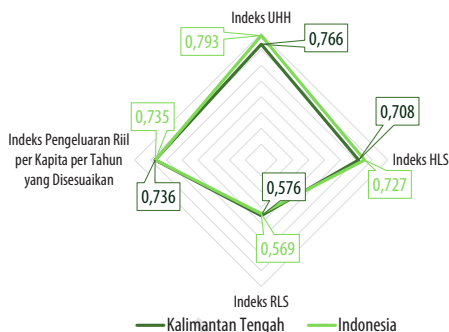 Indeks UHH
0,793
0,766
0,735
0,708
Indeks Pengeluaran Riil
per Kapita per Tahun
yang Disesuaikan
Indeks HLS
0,736
0,576
0,727
0,569
Indeks RLS
Kalimantan Tengah
Indonesia